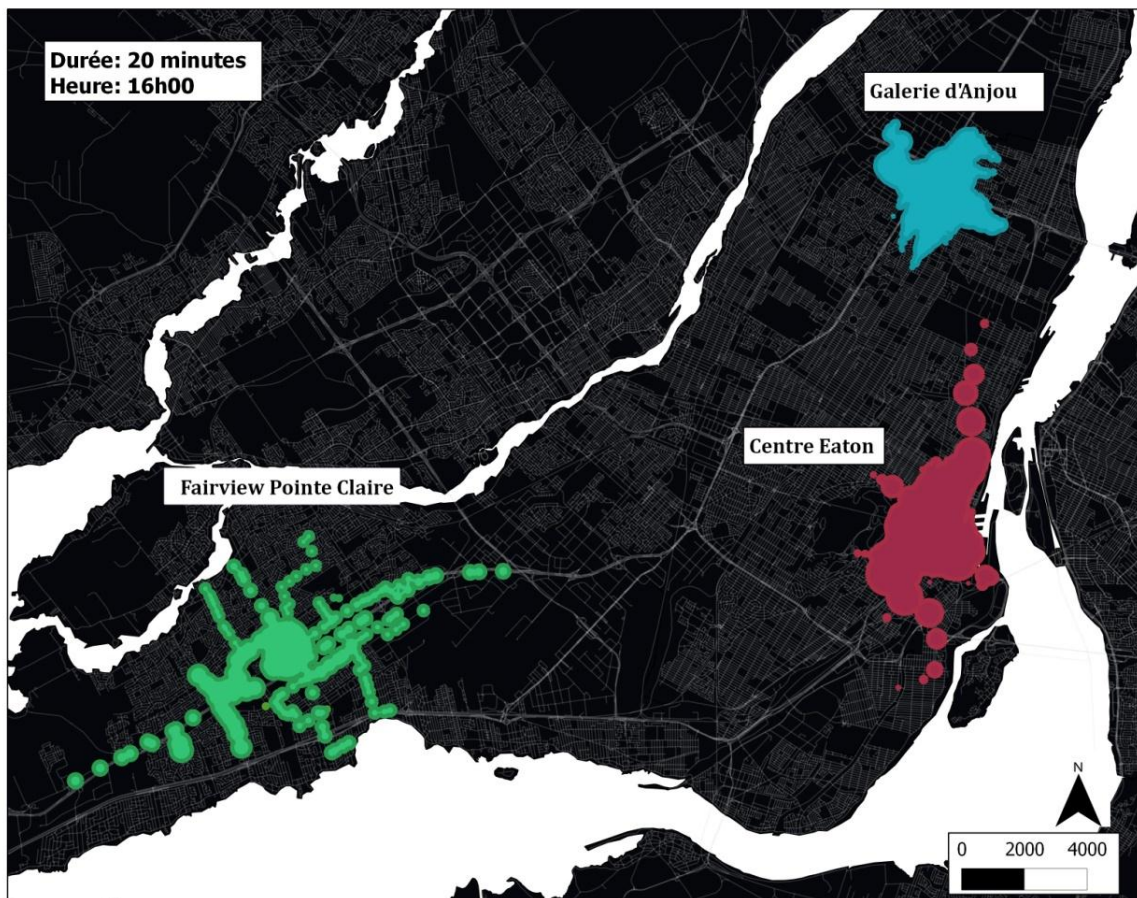 Durée: 20 minutes
Heure: 16h00
Galerie d'Anjou
Centre Eaton
Fairview Pointe Claire
N
0 2000 4000